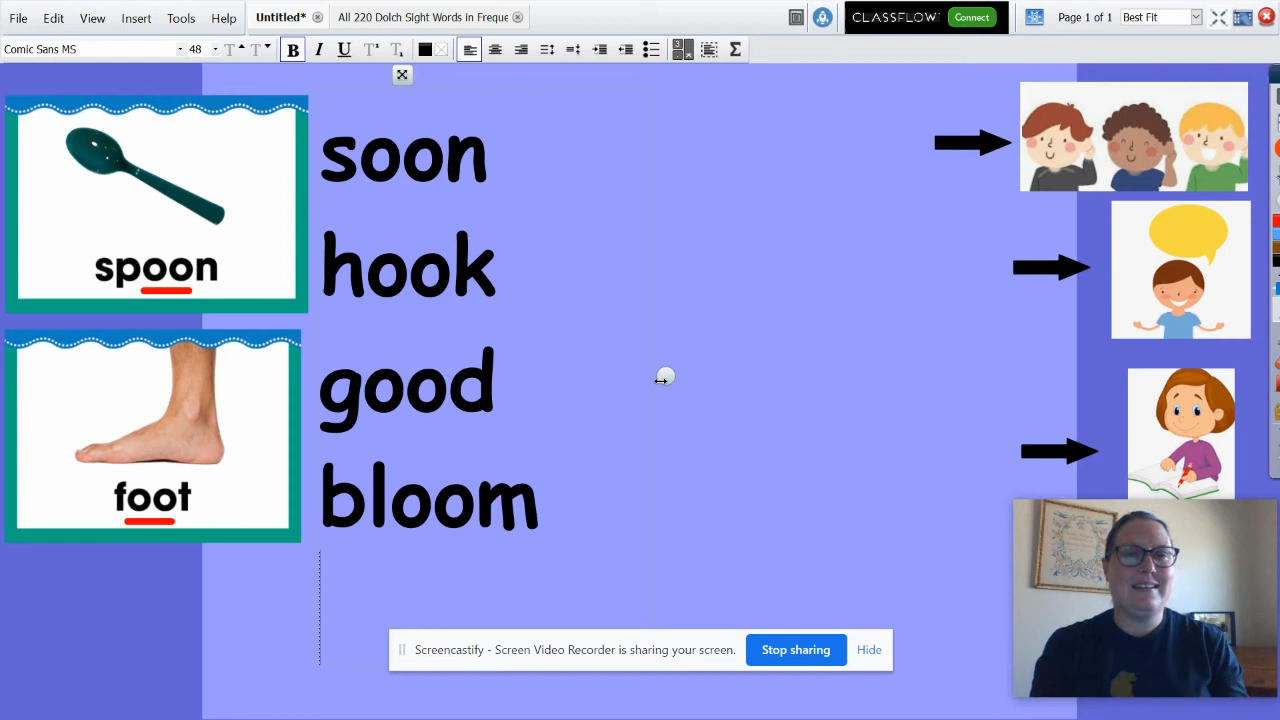 File Edit View Insert Tools Help Untitled* All 220 Dolch Sight Words in Freque CLASSFLOW Connect Page 1 of 1 Best Fit
Comic Sans MS 48 B I U T T Σ
soon
spoon
hook
good
foot
bloom
Screencastify - Screen Video Recorder is sharing your screen. Stop sharing Hide